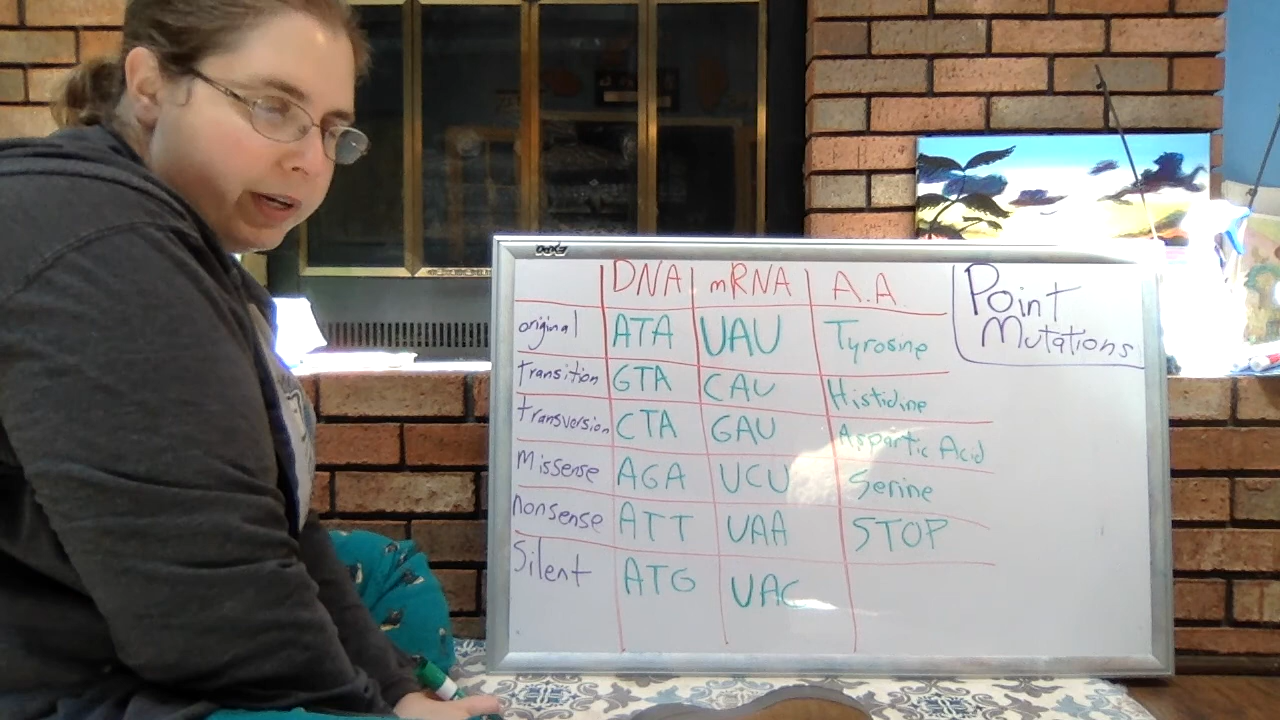 DNA mRNA A.A.
Point
Mutations
original ATA UAU Tyrosine
transition GTA CAU Histidine
transversion CTA GAU Aspartic Acid
Missense AGA UCU Serine
nonsense ATT UAA STOP
Silent ATG UAC